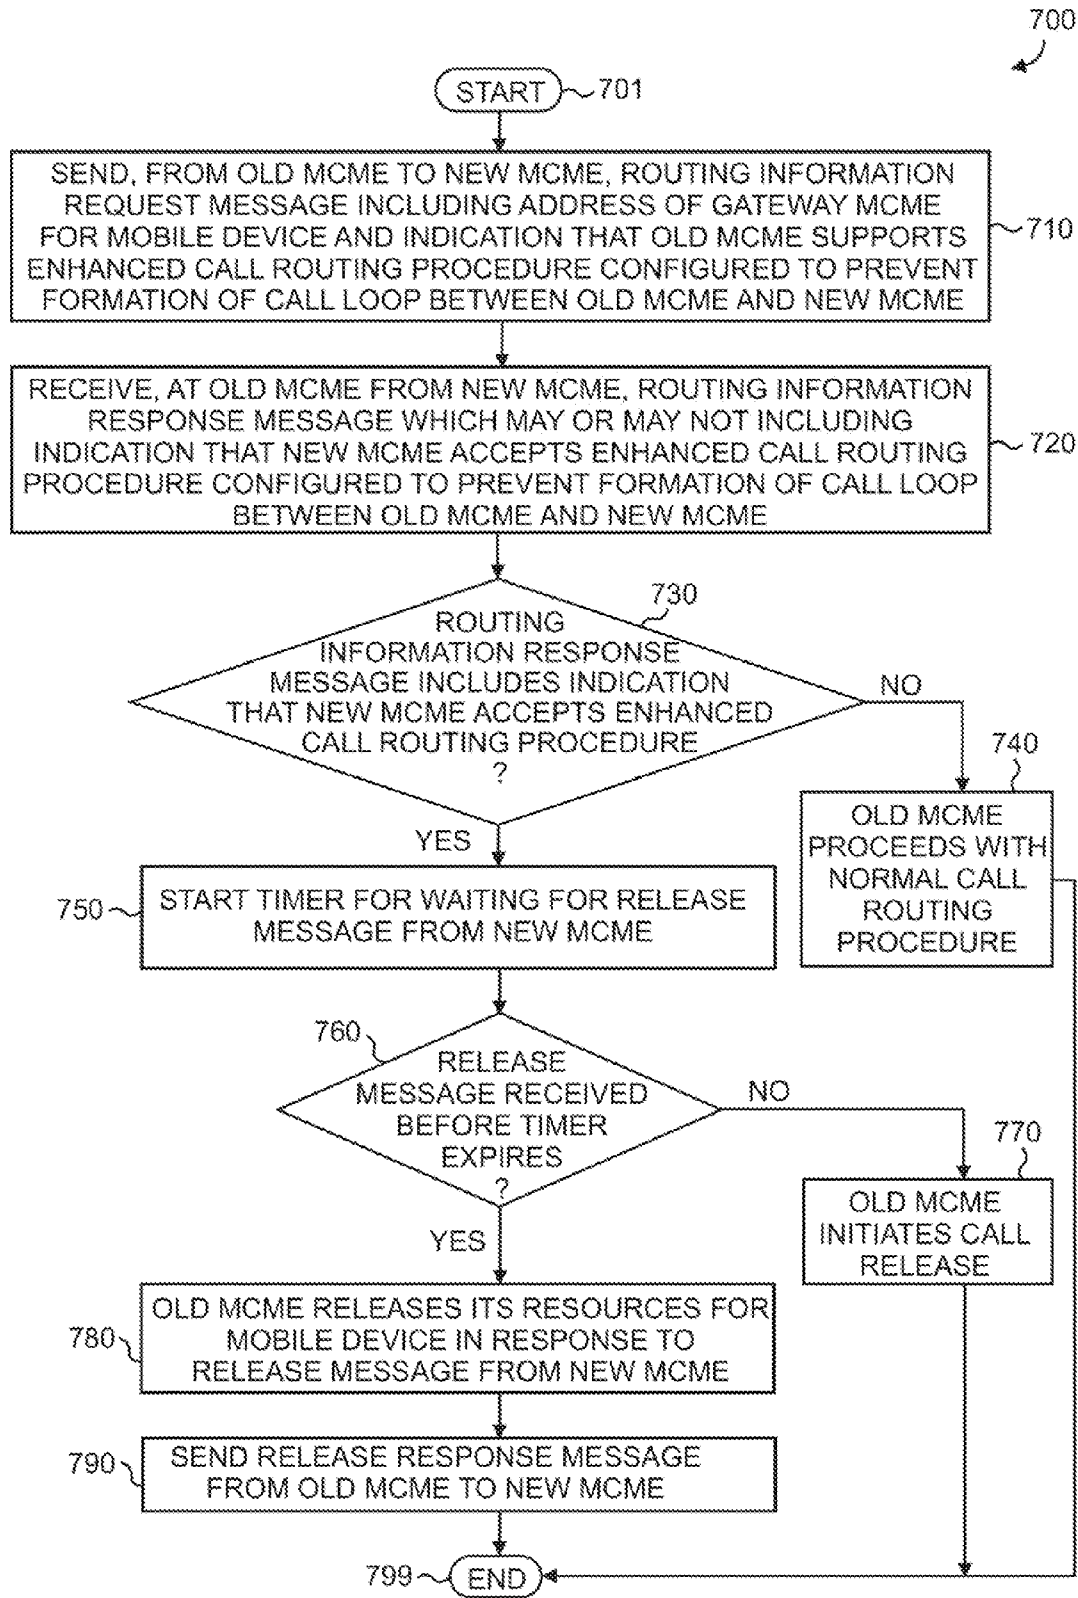 700
START
701
SEND, FROM OLD MCME TO NEW MCME, ROUTING INFORMATION
REQUEST MESSAGE INCLUDING ADDRESS OF GATEWAY MCME
FOR MOBILE DEVICE AND INDICATION THAT OLD MCME SUPPORTS
ENHANCED CALL ROUTING PROCEDURE CONFIGURED TO PREVENT
FORMATION OF CALL LOOP BETWEEN OLD MCME AND NEW MCME
710
RECEIVE, AT OLD MCME FROM NEW MCME, ROUTING INFORMATION
RESPONSE MESSAGE WHICH MAY OR MAY NOT INCLUDING
INDICATION THAT NEW MCME ACCEPTS ENHANCED CALL ROUTING
PROCEDURE CONFIGURED TO PREVENT FORMATION OF CALL LOOP
BETWEEN OLD MCME AND NEW MCME
720
730
ROUTING
INFORMATION RESPONSE
MESSAGE INCLUDES INDICATION
THAT NEW MCME ACCEPTS ENHANCED
CALL ROUTING PROCEDURE
?
NO
YES
740
OLD MCME
PROCEEDS WITH
NORMAL CALL
ROUTING
PROCEDURE
750
START TIMER FOR WAITING FOR RELEASE
MESSAGE FROM NEW MCME
760
RELEASE
MESSAGE RECEIVED
BEFORE TIMER
EXPIRES
?
NO
YES
770
OLD MCME
INITIATES CALL
RELEASE
780
OLD MCME RELEASES ITS RESOURCES FOR
MOBILE DEVICE IN RESPONSE TO
RELEASE MESSAGE FROM NEW MCME
790
SEND RELEASE RESPONSE MESSAGE
FROM OLD MCME TO NEW MCME
799
END